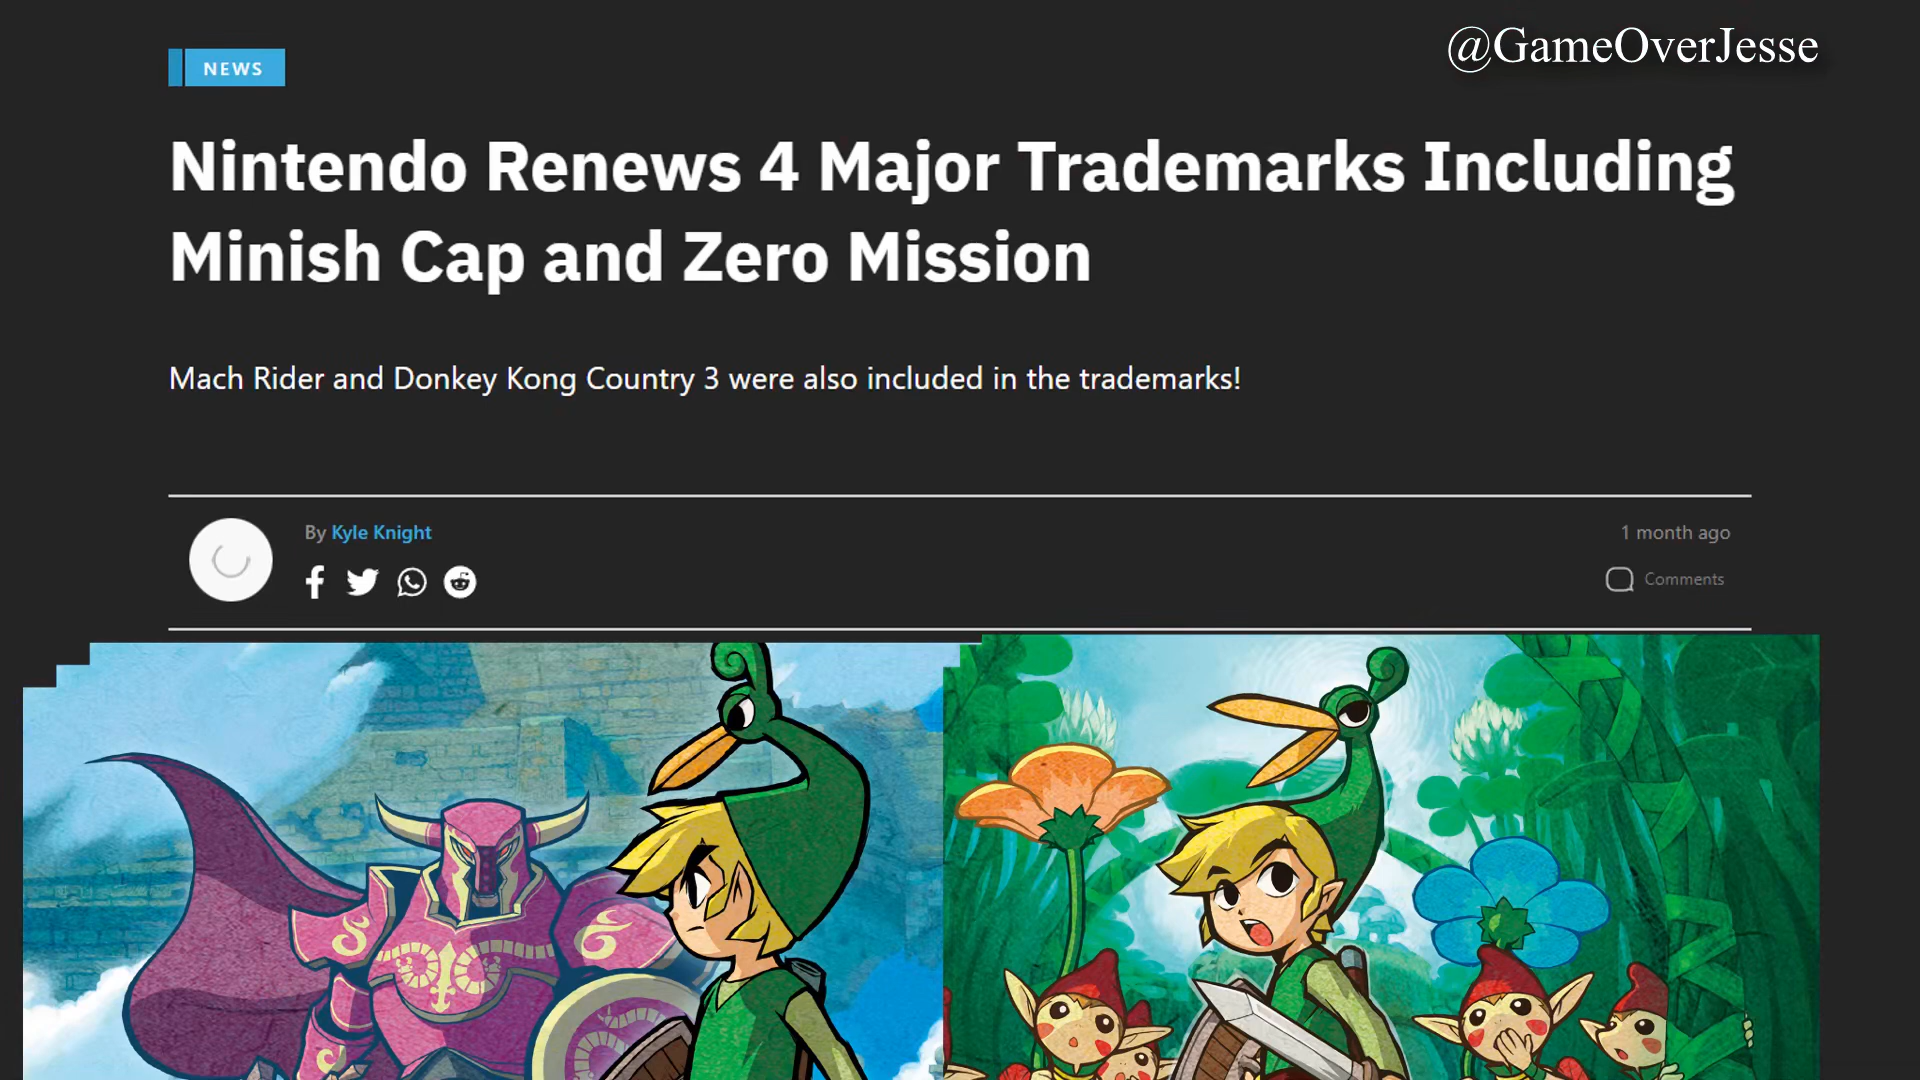 @GameOverJesse
NEWS
Nintendo Renews 4 Major Trademarks Including
Minish Cap and Zero Mission
Mach Rider and Donkey Kong Country 3 were also included in the trademarks!
By Kyle Knight
1 month ago
Comments